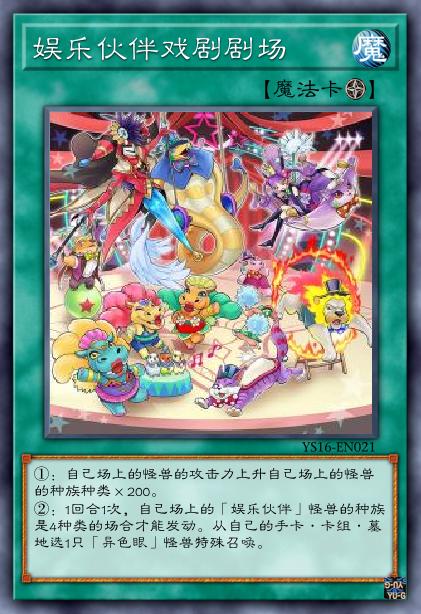 娱乐伙伴戏剧剧场
魔
【魔法卡】
YS16-EN021
①：自己场上的怪兽的攻击力上升自己场上的怪兽
的种族种类×200。
②：1回合1次，自己场上的「娱乐伙伴」怪兽的种族
是4种类的场合才能发动。从自己的手卡·卡组·墓
地选1只「异色眼」怪兽特殊召唤。